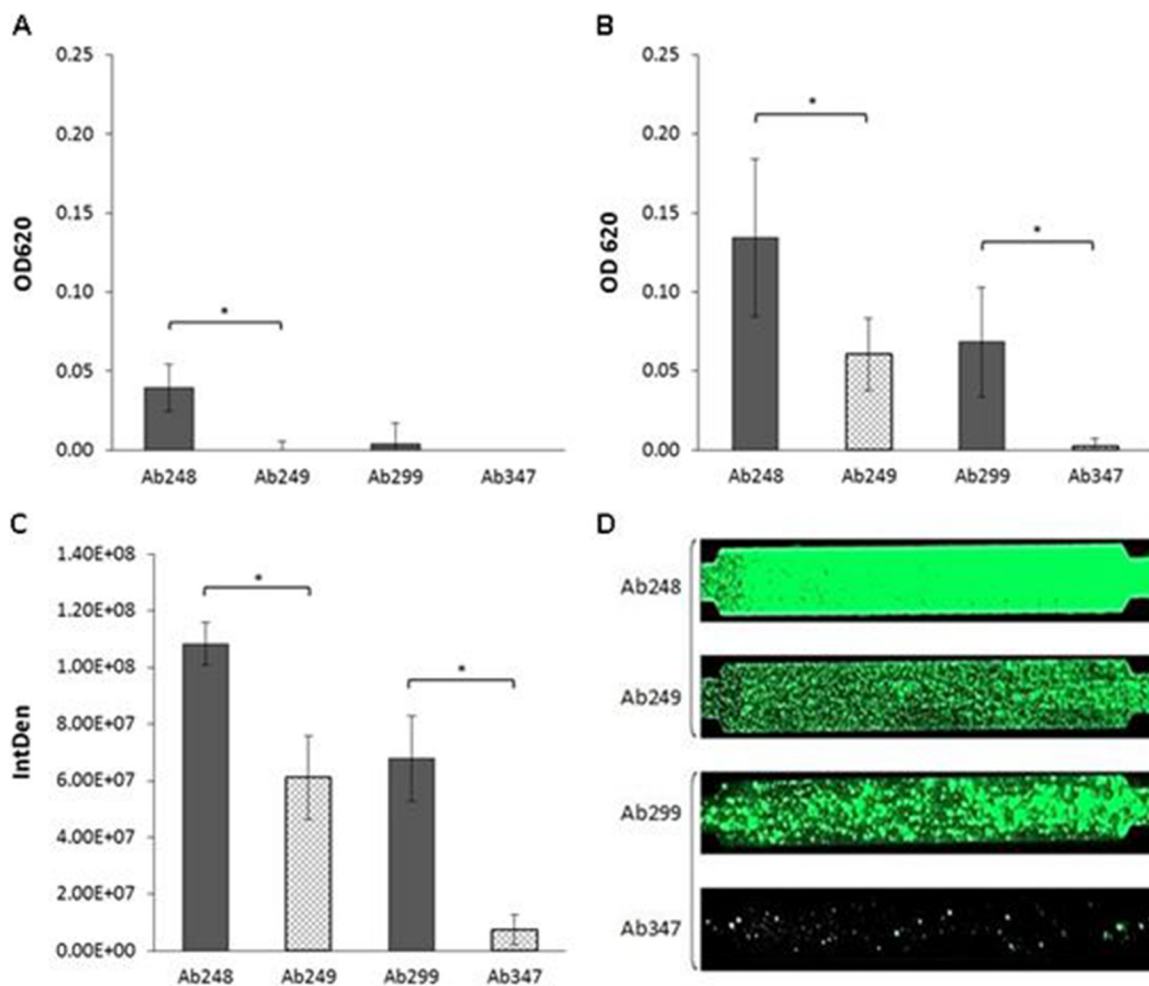 A
0.25
0.20
0.15
0.10
0.05
0.00
OD620
*
Ab248 Ab249 Ab299 Ab347
B
0.25
0.20
0.15
0.10
0.05
0.00
OD 620
*
*
Ab248 Ab249 Ab299 Ab347
C
1.40E+08
1.20E+08
1.00E+08
8.00E+07
6.00E+07
4.00E+07
2.00E+07
0.00E+00
IntDen
*
*
Ab248 Ab249 Ab299 Ab347
D
Ab248
Ab249
Ab299
Ab347